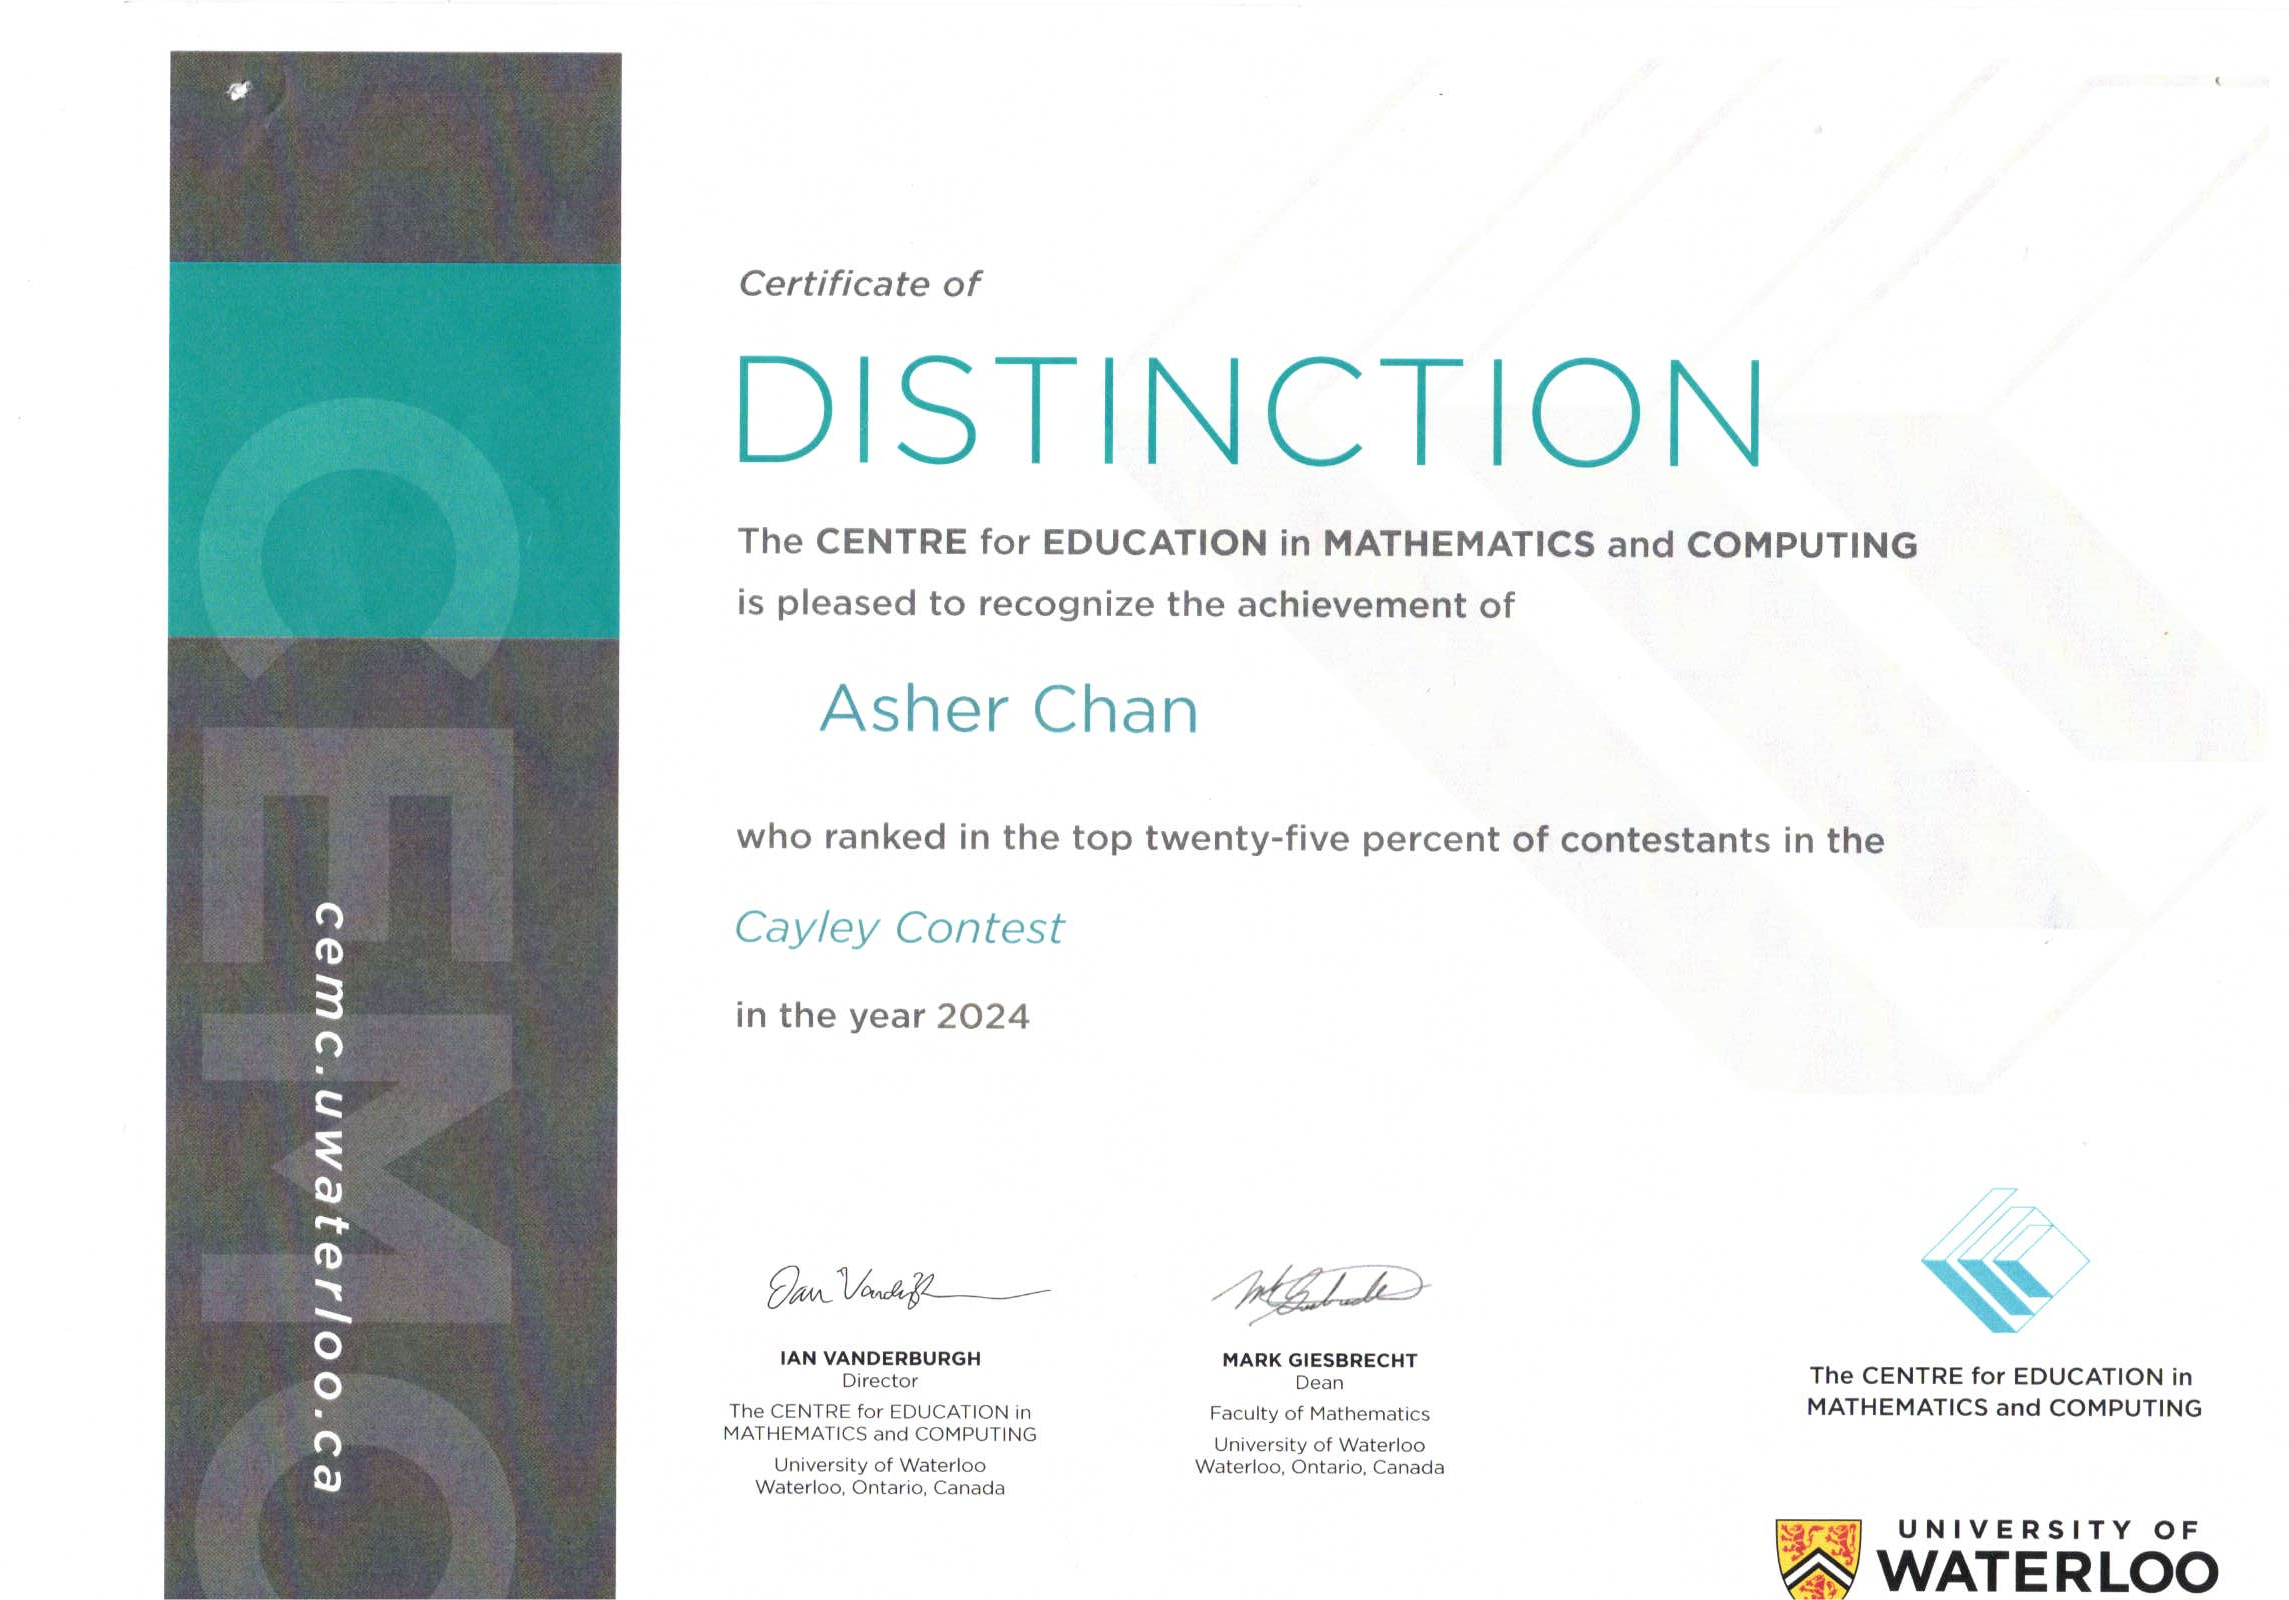 CEMC
cemc.uwaterloo.ca
Certificate of
DISTINCTION
The CENTRE for EDUCATION in MATHEMATICS and COMPUTING
is pleased to recognize the achievement of
Asher Chan
who ranked in the top twenty-five percent of contestants in the
Cayley Contest
in the year 2024
IAN VANDERBURGH
Director
The CENTRE for EDUCATION in
MATHEMATICS and COMPUTING
University of Waterloo
Waterloo, Ontario, Canada
MARK GIESBRECHT
Dean
Faculty of Mathematics
University of Waterloo
Waterloo, Ontario, Canada
The CENTRE for EDUCATION in
MATHEMATICS and COMPUTING
UNIVERSITY OF
WATERLOO